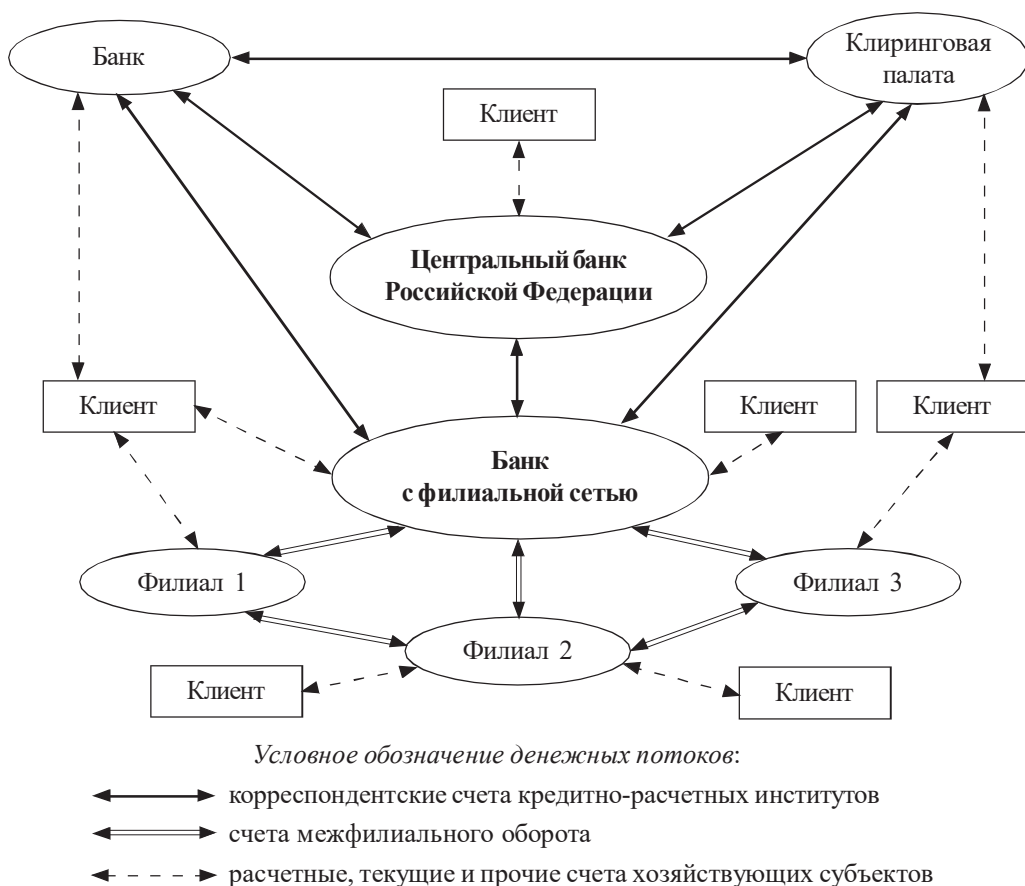 Банк
Клиринговая
палата
Клиент
Центральный банк
Российской Федерации
Клиент
Клиент
Клиент
Банк
с филиальной сетью
Филиал 1
Филиал 3
Филиал 2
Клиент
Клиент
Условное обозначение денежных потоков:
корреспондентские счета кредитно-расчетных институтов
счета межфилиального оборота
расчетные, текущие и прочие счета хозяйствующих субъектов